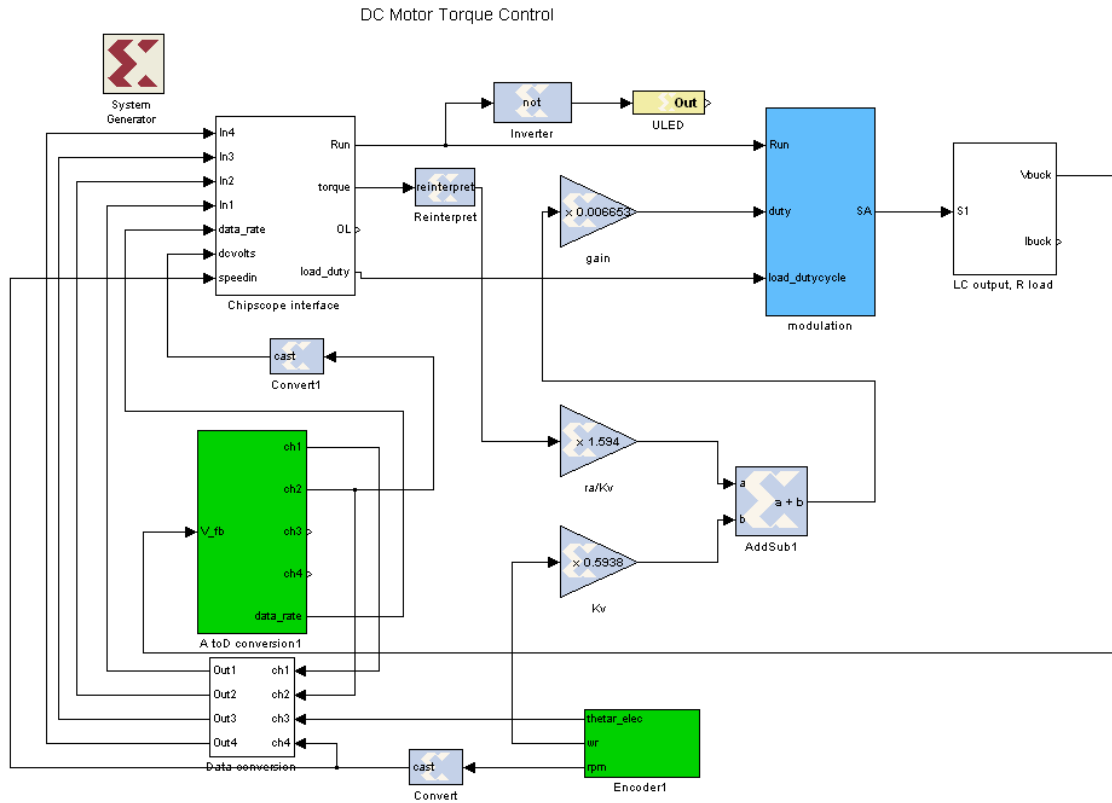 DC Motor Torque Control
System
Generator
not
Inverter
Out
ULED
In4
In3
In2
In1
data_rate
dcvolts
speedin
Run
torque
OL
load_duty
Chipscope interface
reinterpret
Reinterpret
x 0.006653
gain
Run
duty
load_dutycycle
SA
modulation
S1
Vbuck
Ibuck
LC output, R load
cast
Convert1
V_fb
ch1
ch2
ch3
ch4
data_rate
A toD conversion1
x 1.594
ra/Kv
x 0.5938
Kv
a
b
a + b
AddSub1
Out1
Out2
Out3
Out4
ch1
ch2
ch3
ch4
Data conversion
cast
Convert
thetar_elec
wr
rpm
Encoder1